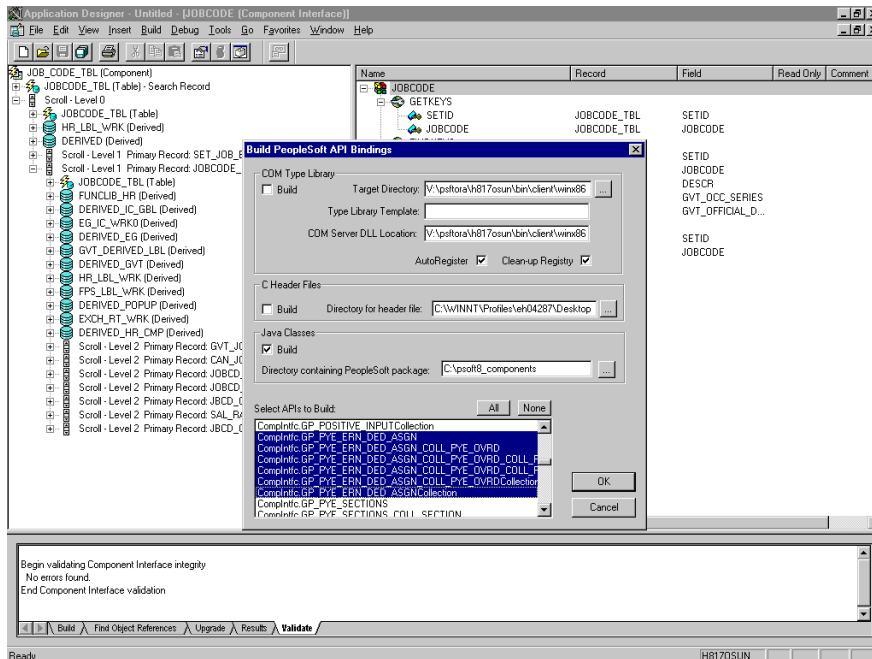 Application Designer - Untitled - [JOBCODE (Component Interface)]
File Edit View Insert Build Debug Tools Go Favorites Window Help
JOB_CODE_TBL (Component)
JOBCODE_TBL (Table) - Search Record
Scroll - Level 0
JOBCODE_TBL (Table)
HR_LBL_WRK (Derived)
DERIVED (Derived)
Scroll - Level 1 Primary Record: SET_JOB_
Scroll - Level 1 Primary Record: JOBCODE_
JOBCODE_TBL (Table)
FUNCLIB_HR (Derived)
DERIVED_IC_GBL (Derived)
EG_IC_WRK0 (Derived)
DERIVED_EG (Derived)
GVT_DERIVED_LBL (Derived)
DERIVED_GVT (Derived)
HR_LBL_WRK (Derived)
FPS_LBL_WRK (Derived)
DERIVED_POPUP (Derived)
EXCH_RT_WRK (Derived)
DERIVED_HR_CMP (Derived)
Scroll - Level 2 Primary Record: GVT_JO
Scroll - Level 2 Primary Record: CAN_JO
Scroll - Level 2 Primary Record: JOBCD_
Scroll - Level 2 Primary Record: JOBCD_
Scroll - Level 2 Primary Record: JBCD_
Scroll - Level 2 Primary Record: SAL_RA
Scroll - Level 2 Primary Record: JBCD_
Name Record Field Read Only Comment
JOBCODE
GETKEYS
SETID JOBCODE_TBL SETID
JOBCODE JOBCODE_TBL JOBCODE
SETID
JOBCODE
DESCR
GVT_OCC_SERIES
GVT_OFFICIAL_D...
SETID
JOBCODE
Build PeopleSoft API Bindings
COM Type Library
Build Target Directory: V:\psftora\h817osun\bin\client\winx86 ...
Type Library Template:
COM Server DLL Location: V:\psftora\h817osun\bin\client\winx86
AutoRegister Clean-up Registry
C Header Files
Build Directory for header file: C:\WINNT\Profiles\eh04287\Desktop ...
Java Classes
Build
Directory containing PeopleSoft package: C:\psoft8_components ...
Select APIs to Build: All None
CompIntfc.GP_POSITIVE_INPUTCollection
CompIntfc.GP_PYE_ERN_DED_ASGN
CompIntfc.GP_PYE_ERN_DED_ASGN_COLL_PYE_OVRD
CompIntfc.GP_PYE_ERN_DED_ASGN_COLL_PYE_OVRD_COLL_F
CompIntfc.GP_PYE_ERN_DED_ASGN_COLL_PYE_OVRD_COLL_F
CompIntfc.GP_PYE_ERN_DED_ASGN_COLL_PYE_OVRDCollection
CompIntfc.GP_PYE_ERN_DED_ASGNCollection
CompIntfc.GP_PYE_SECTIONS
CompIntfc.GP_PYE_SECTIONS_COLL_SECTION
OK
Cancel
Begin validating Component Interface integrity
No errors found.
End Component Interface validation
Build Find Object References Upgrade Results Validate
Ready H817OSUN